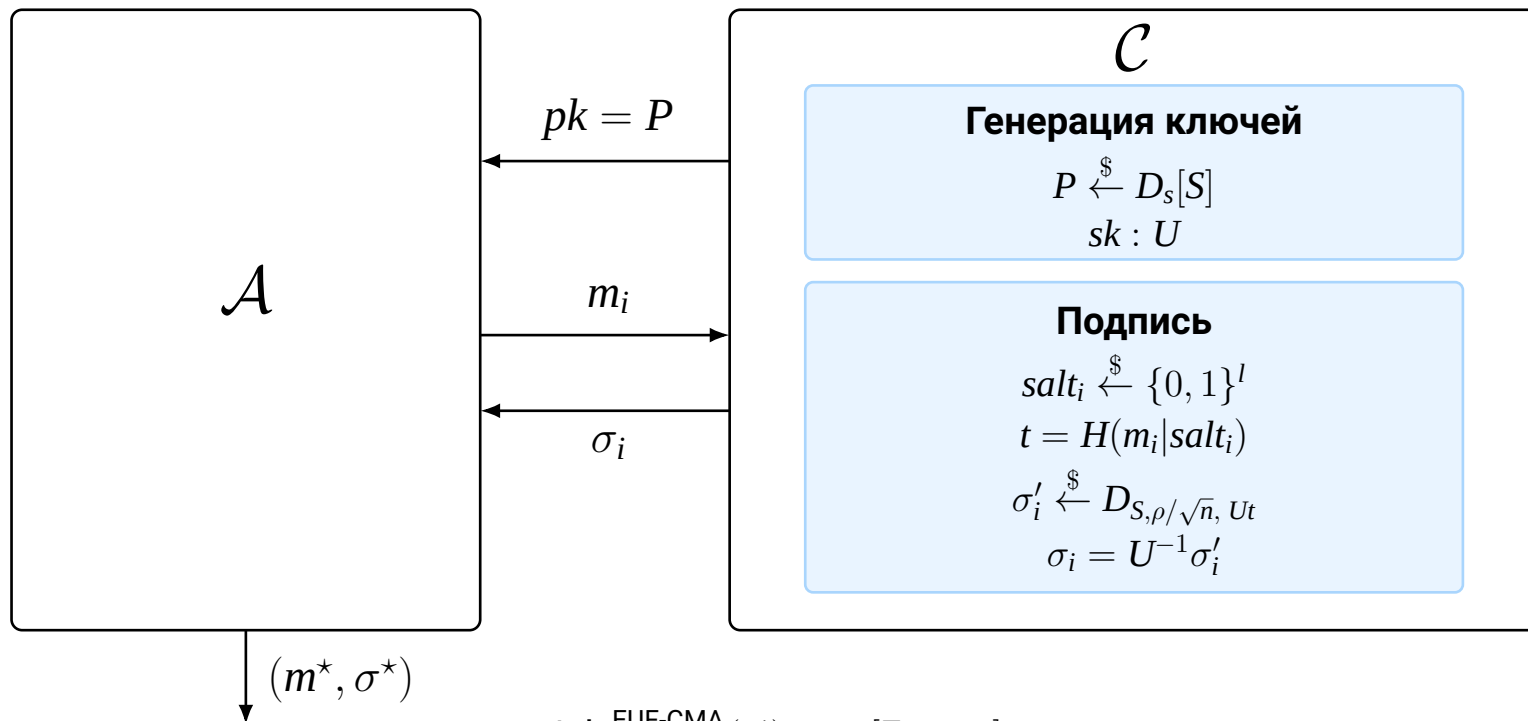 𝒞
Генерация ключей
P ←$ D_s[S]
sk : U
pk = P
𝒜
m_i
σ_i
Подпись
salt_i ←$ {0, 1}^l
t = H(m_i|salt_i)
σ′_i ←$ D_{S,ρ/√n, Ut}
σ_i = U^{−1}σ′_i
(m^⋆, σ^⋆)